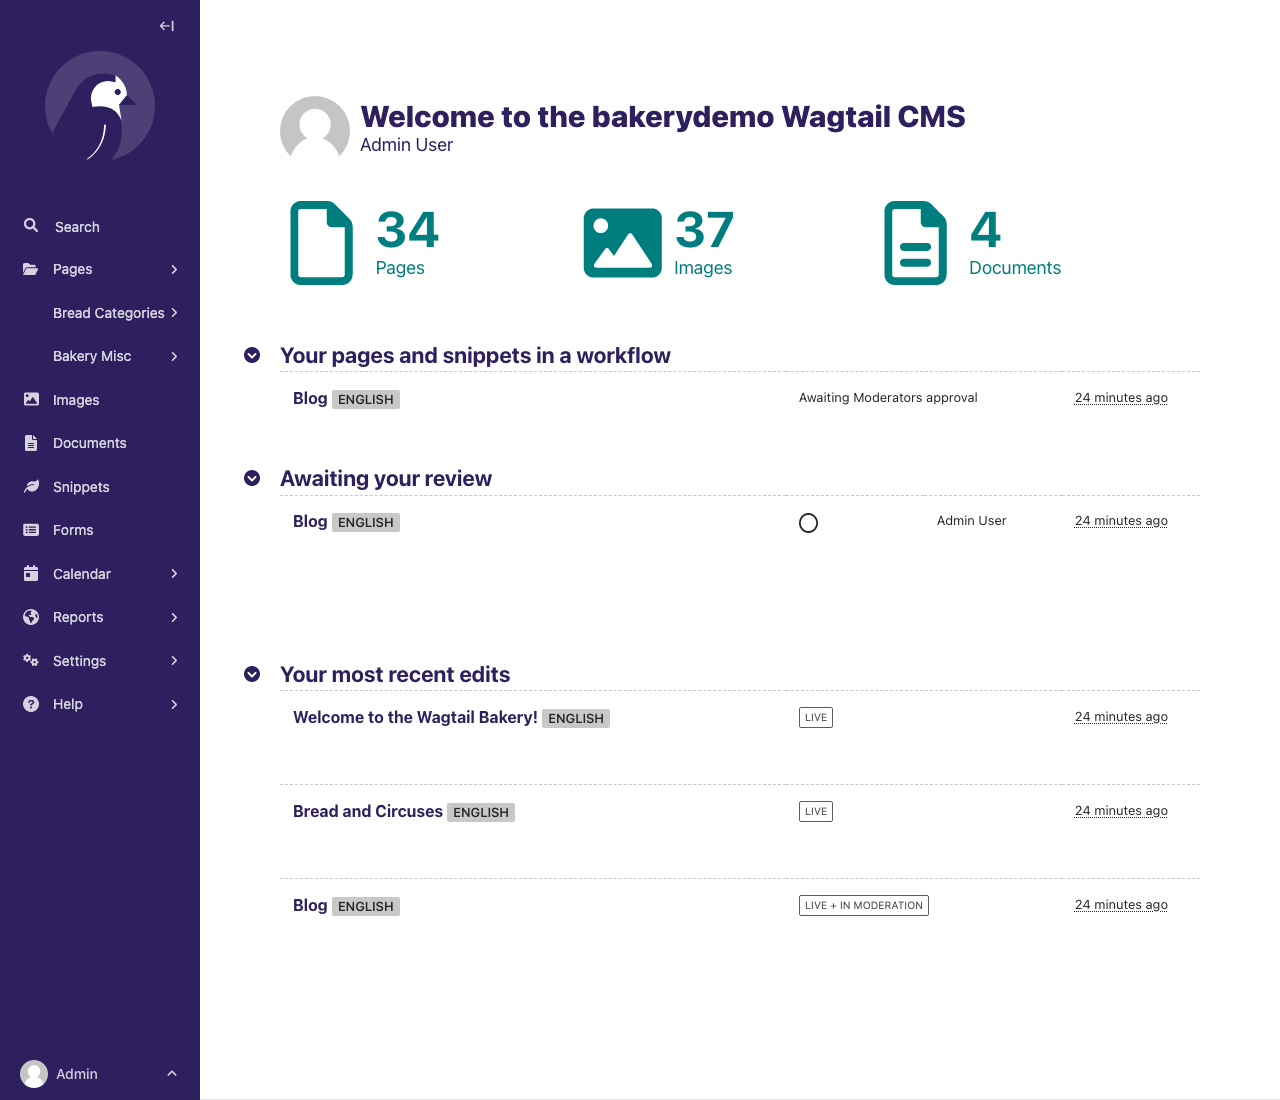 Search
Pages
Bread Categories
Bakery Misc
Images
Documents
Snippets
Forms
Calendar
Reports
Settings
Help
Admin
Welcome to the bakerydemo Wagtail CMS
Admin User
34
Pages
37
Images
4
Documents
Your pages and snippets in a workflow
Blog ENGLISH Awaiting Moderators approval 24 minutes ago
Awaiting your review
Blog ENGLISH Admin User 24 minutes ago
Your most recent edits
Welcome to the Wagtail Bakery! ENGLISH LIVE 24 minutes ago
Bread and Circuses ENGLISH LIVE 24 minutes ago
Blog ENGLISH LIVE + IN MODERATION 24 minutes ago